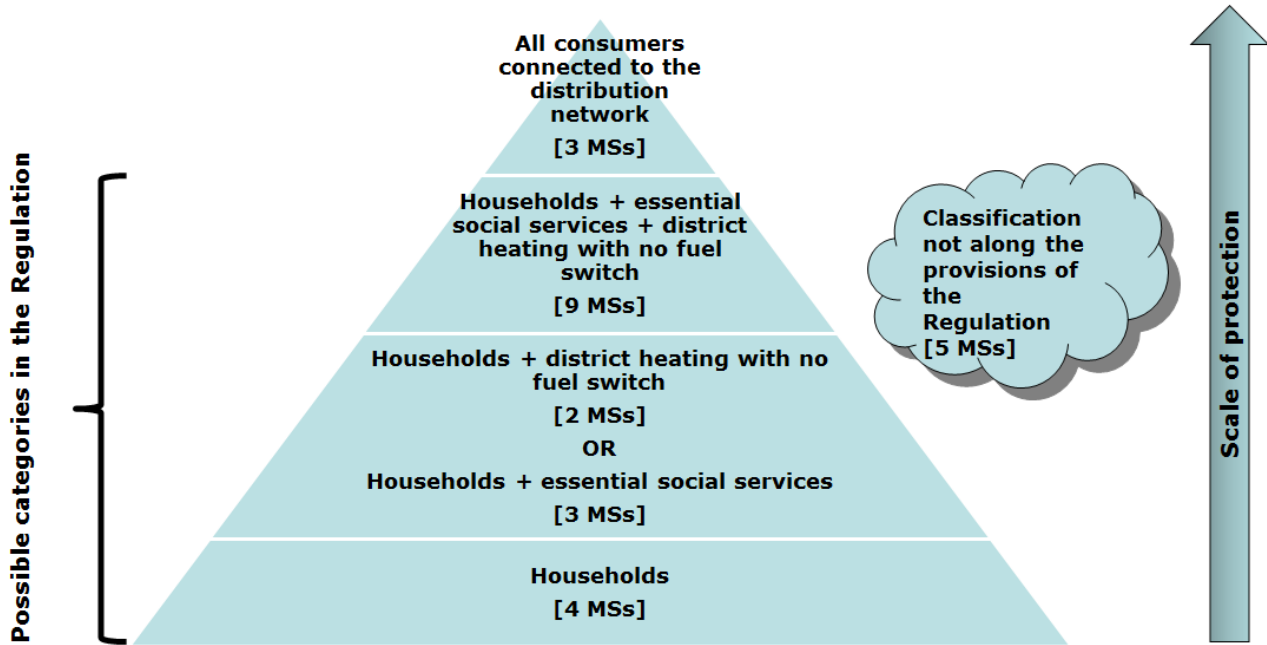 Possible categories in the Regulation
All consumers
connected to the
distribution
network
[3 MSs]
Households + essential
social services + district
heating with no fuel
switch
[9 MSs]
Households + district heating with no
fuel switch
[2 MSs]
OR
Households + essential social services
[3 MSs]
Households
[4 MSs]
Classification
not along the
provisions of
the
Regulation
[5 MSs]
Scale of protection